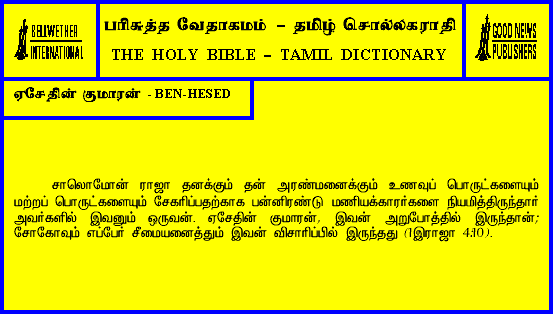 BELLWETHER
INTERNATIONAL
பரிசுத்த வேதாகமம் – தமிழ் சொல்லகராதி
THE HOLY BIBLE – TAMIL DICTIONARY
GOOD NEWS
PUBLISHERS
ஏசேதின் குமாரன் - BEN-HESED
சாலொமோன் ராஜா தனக்கும் தன் அரண்மனைக்கும் உணவுப் பொருட்களையும்
மற்றப் பொருட்களையும் சேகரிப்பதற்காக பன்னிரண்டு மணியக்காரர்களை நியமித்திருந்தார்
அவர்களில் இவனும் ஒருவன். ஏசேதின் குமாரன், இவன் அறுபோத்தில் இருந்தான்;
சோகோவும் எப்பேர் சீமையனைத்தும் இவன் விசாரிப்பில் இருந்தது (1இராஜா 4:10).